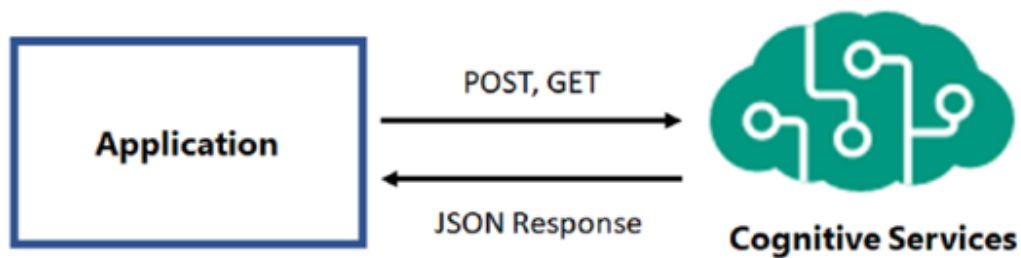 Application
POST, GET
JSON Response
Cognitive Services